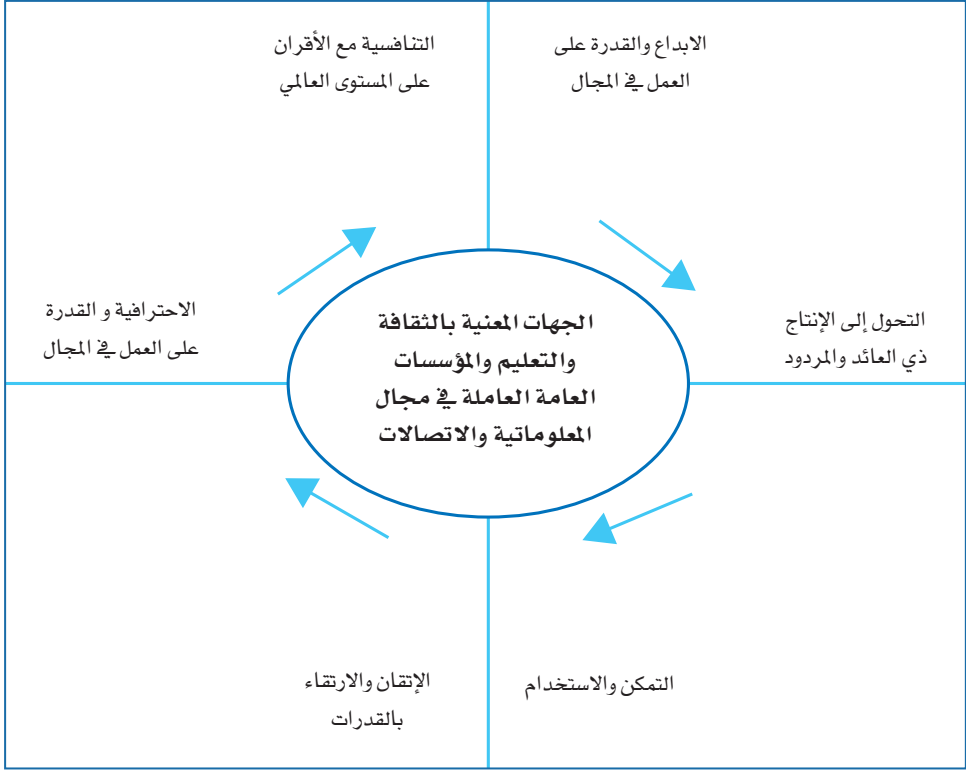 الابداع والقدرة على
العمل في المجال
التنافسية مع الأقران
على المستوى العالمي
التحول إلى الإنتاج
ذي العائد والمردود
الجهات المعنية بالثقافة
والتعليم والمؤسسات
العامة العاملة في مجال
المعلوماتية والاتصالات
الاحترافية و القدرة
على العمل في المجال
التمكن والاستخدام
الإتقان والارتقاء
بالقدرات